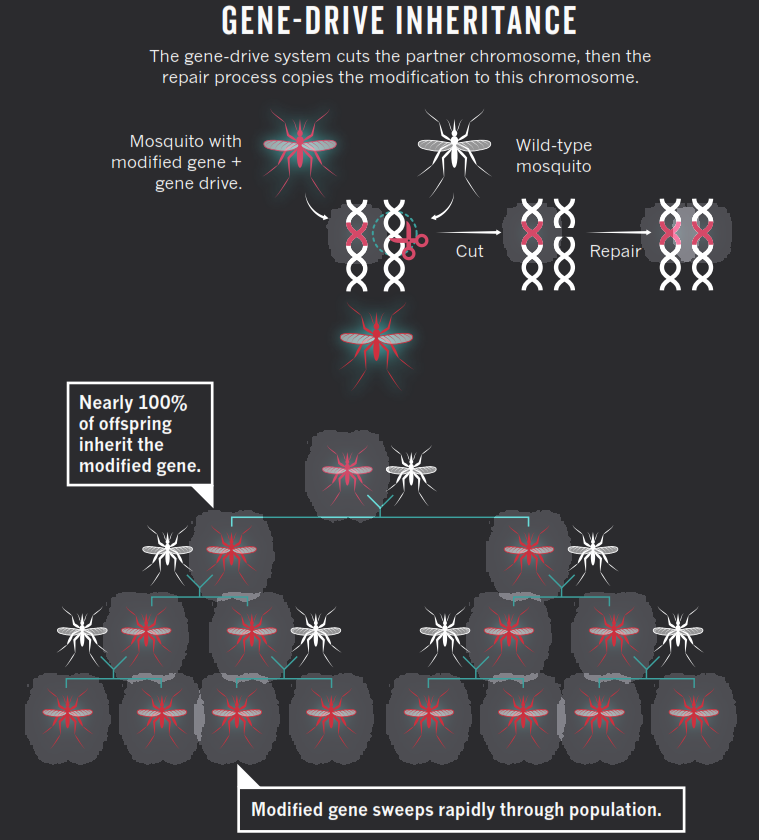 GENE-DRIVE INHERITANCE
The gene-drive system cuts the partner chromosome, then the
repair process copies the modification to this chromosome.
Mosquito with
modified gene +
gene drive.
Wild-type
mosquito
Cut
Repair
Nearly 100%
of offspring
inherit the
modified gene.
Modified gene sweeps rapidly through population.